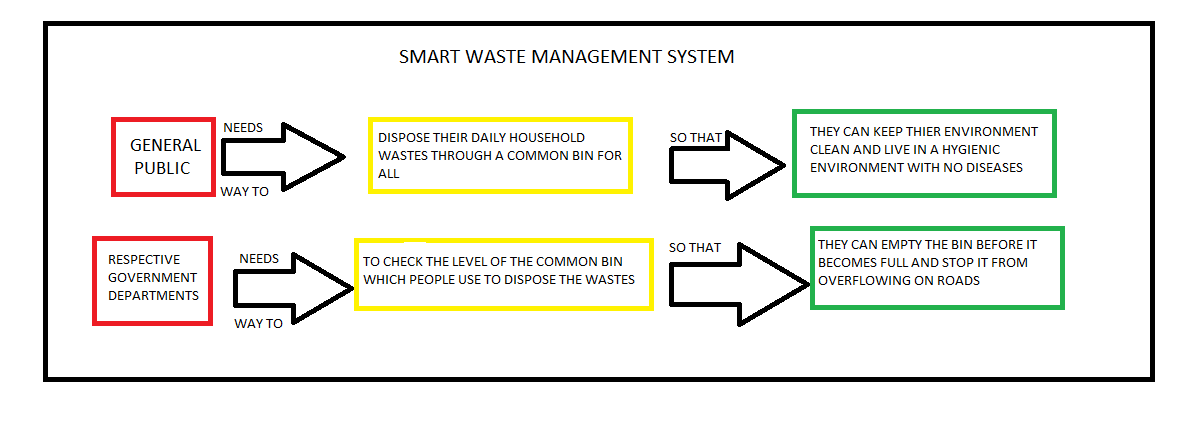 SMART WASTE MANAGEMENT SYSTEM
GENERAL
PUBLIC
NEEDS
WAY TO
DISPOSE THEIR DAILY HOUSEHOLD
WASTES THROUGH A COMMON BIN FOR
ALL
SO THAT
THEY CAN KEEP THIER ENVIRONMENT
CLEAN AND LIVE IN A HYGIENIC
ENVIRONMENT WITH NO DISEASES
RESPECTIVE
GOVERNMENT
DEPARTMENTS
NEEDS
WAY TO
TO CHECK THE LEVEL OF THE COMMON BIN
WHICH PEOPLE USE TO DISPOSE THE WASTES
SO THAT
THEY CAN EMPTY THE BIN BEFORE IT
BECOMES FULL AND STOP IT FROM
OVERFLOWING ON ROADS